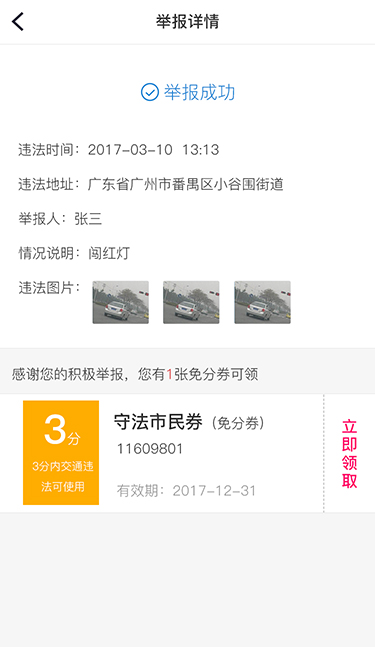 举报详情
举报成功
违法时间：2017-03-10 13:13
违法地址：广东省广州市番禺区小谷围街道
举报人：张三
情况说明：闯红灯
违法图片：
感谢您的积极举报，您有1张免分券可领
3分
3分内交通违
法可使用
守法市民券（免分券）
11609801
有效期：2017-12-31
立即领取